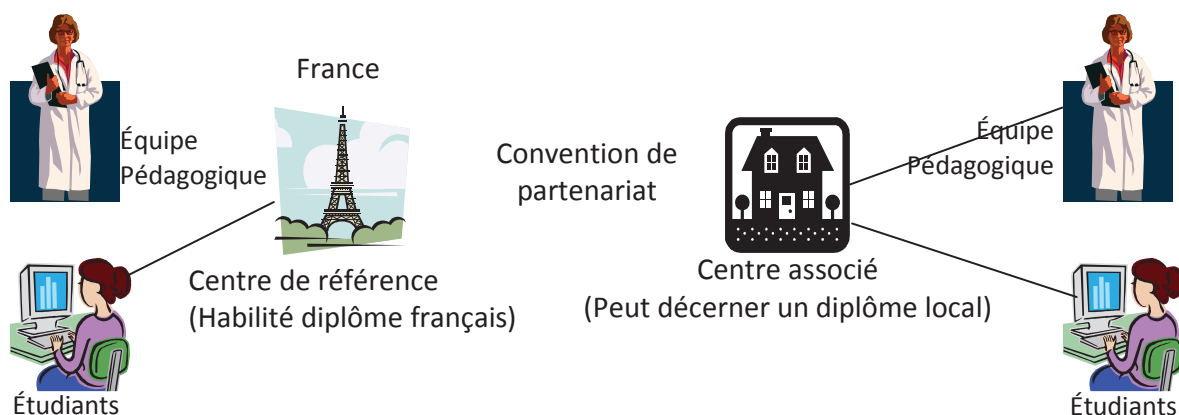 France
Équipe
Pédagogique
Convention de
partenariat
Équipe
Pédagogique
Centre de référence
(Habilité diplôme français)
Centre associé
(Peut décerner un diplôme local)
Étudiants
Étudiants